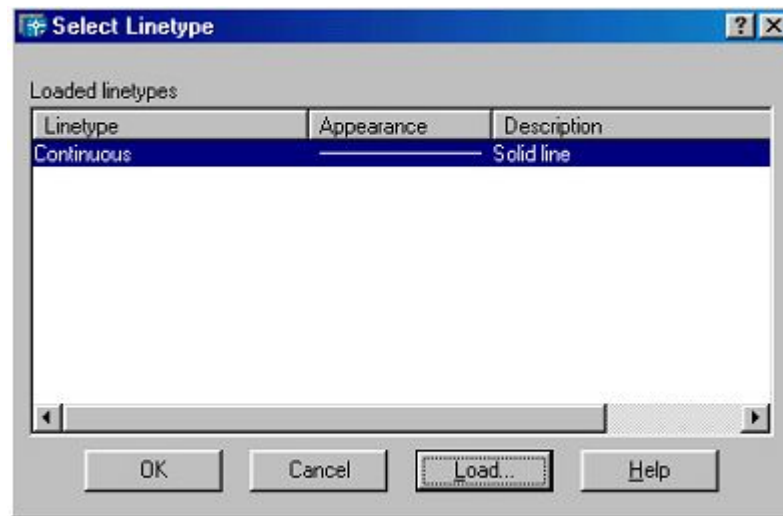 Select Linetype
Loaded linetypes
Linetype Appearance Description
Continuous Solid line
OK Cancel Load... Help